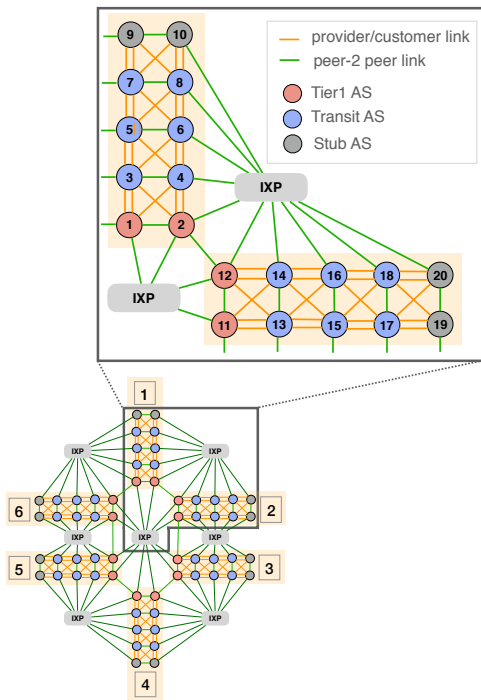 9 10
provider/customer link
peer-2 peer link
7 8
Tier1 AS
5 6
Transit AS
Stub AS
3 4
IXP
1 2
12 14 16 18 20
IXP
11 13 15 17 19
1
IXP IXP
6 2
IXP IXP IXP
5 3
IXP IXP
4